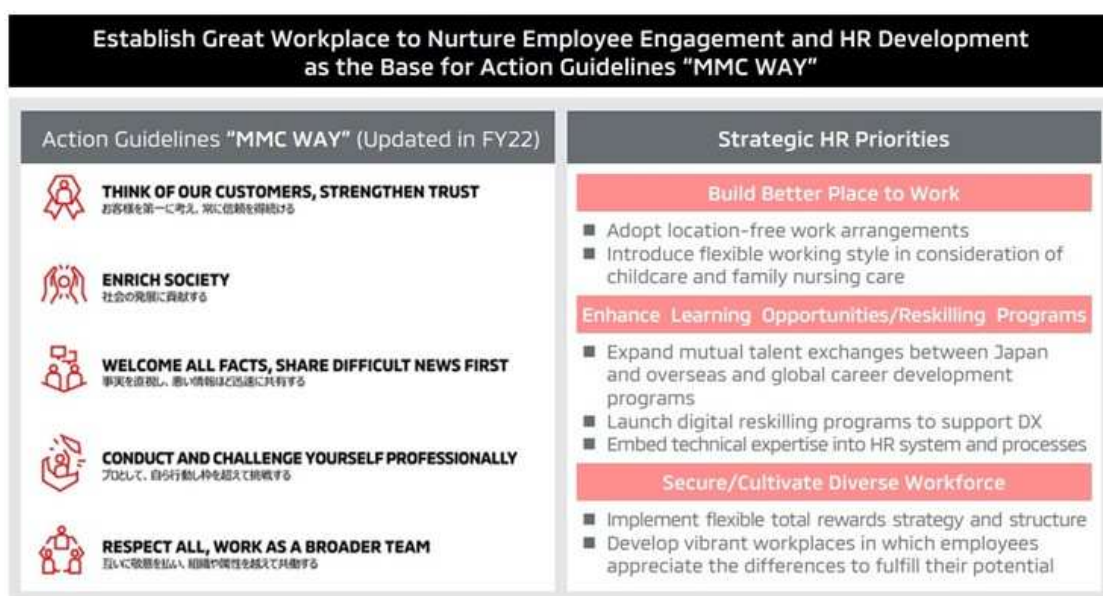 Establish Great Workplace to Nurture Employee Engagement and HR Development
as the Base for Action Guidelines “MMC WAY”
Action Guidelines “MMC WAY” (Updated in FY22)
THINK OF OUR CUSTOMERS, STRENGTHEN TRUST
お客様を第一に考え、常に信頼を得続ける
ENRICH SOCIETY
社会の発展に貢献する
WELCOME ALL FACTS, SHARE DIFFICULT NEWS FIRST
事実を直視し、悪い情報ほど迅速に共有する
CONDUCT AND CHALLENGE YOURSELF PROFESSIONALLY
プロとして、自ら行動し枠を超えて挑戦する
RESPECT ALL, WORK AS A BROADER TEAM
互いに敬意を払い、組織や属性を越えて共働する
Strategic HR Priorities
Build Better Place to Work
■ Adopt location-free work arrangements
■ Introduce flexible working style in consideration of
childcare and family nursing care
Enhance Learning Opportunities/Reskilling Programs
■ Expand mutual talent exchanges between Japan
and overseas and global career development
programs
■ Launch digital reskilling programs to support DX
■ Embed technical expertise into HR system and processes
Secure/Cultivate Diverse Workforce
■ Implement flexible total rewards strategy and structure
■ Develop vibrant workplaces in which employees
appreciate the differences to fulfill their potential